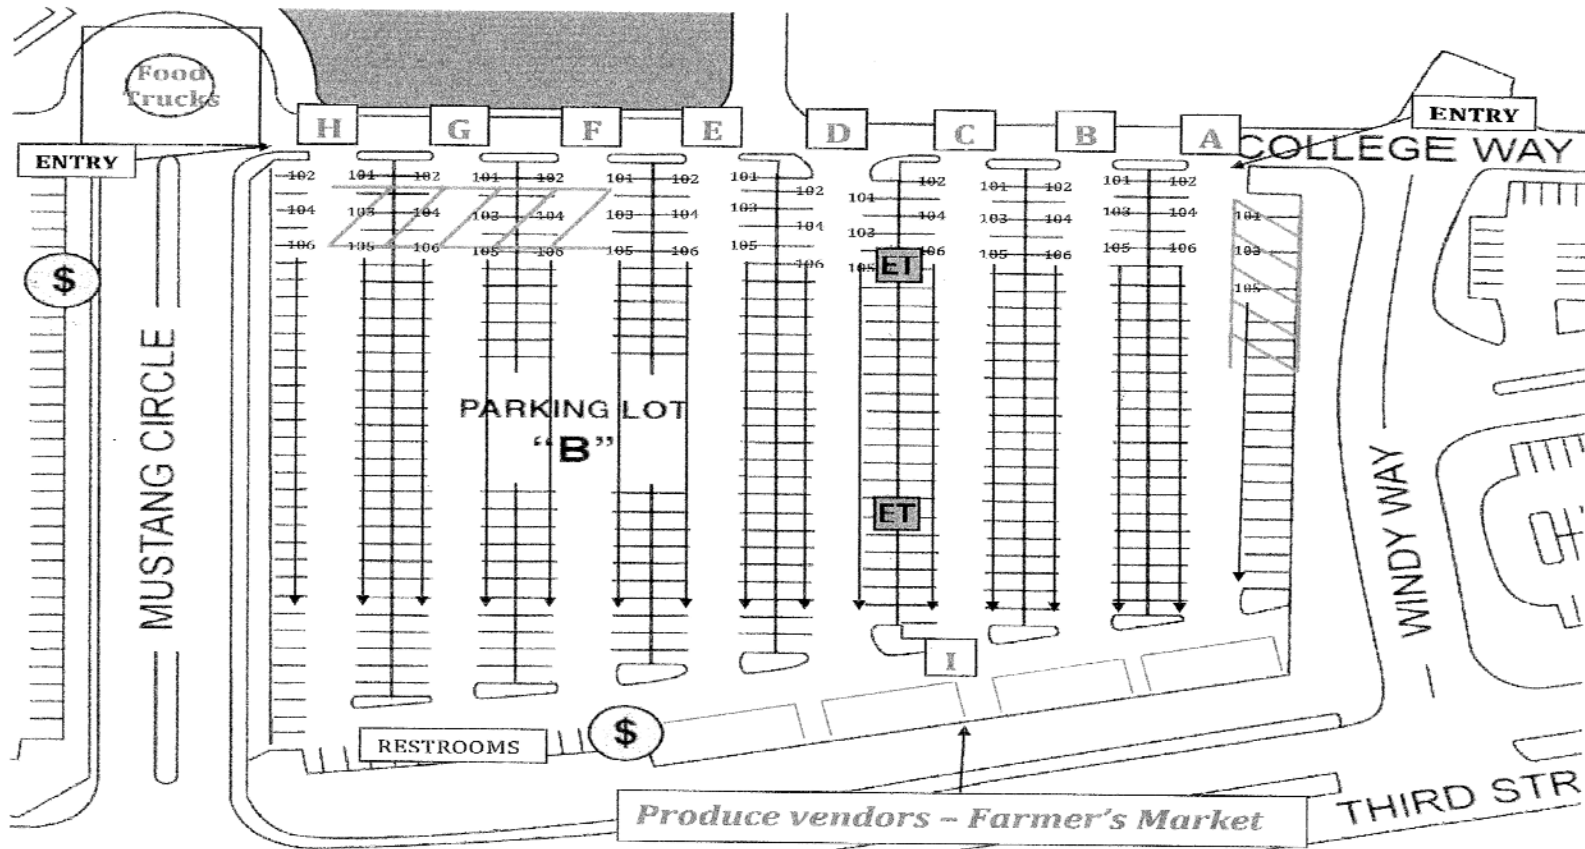 Food
Trucks
ENTRY
H
G
F
E
D
C
B
A
ENTRY
COLLEGE WAY
102
101
102
101
102
101
102
101
102
102
101
102
101
102
104
103
104
103
104
103
104
103
104
101
104
103
104
103
104
101
106
105
106
105
106
105
106
105
106
103
106
105
106
105
106
103
105
105
$
ET
PARKING LOT
"B"
ET
MUSTANG CIRCLE
WINDY WAY
I
RESTROOMS
$
Produce vendors – Farmer's Market
THIRD STR